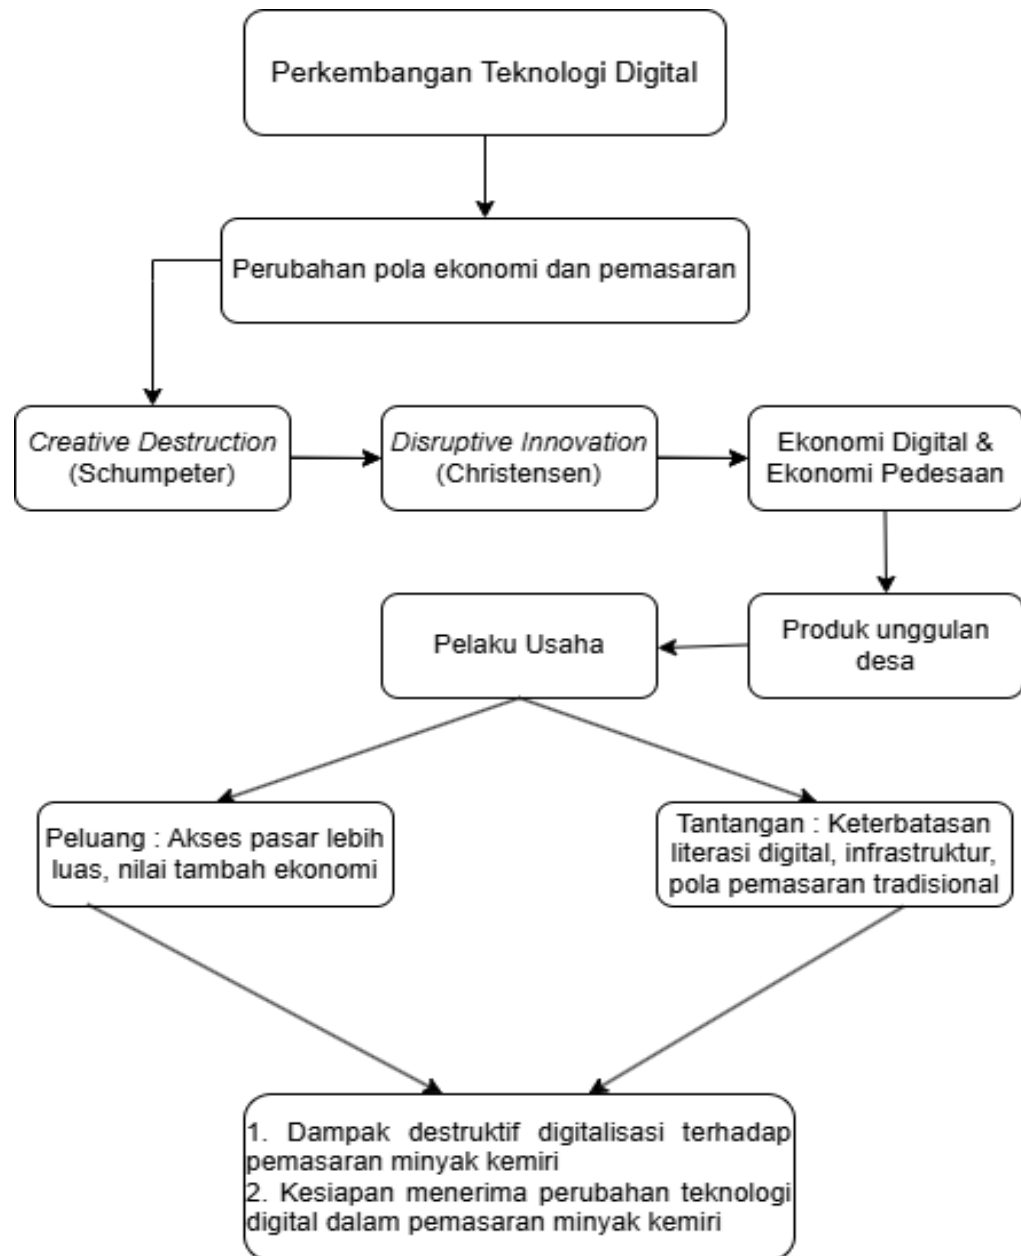 Perkembangan Teknologi Digital
Perubahan pola ekonomi dan pemasaran
Creative Destruction
(Schumpeter)
Disruptive Innovation
(Christensen)
Ekonomi Digital &
Ekonomi Pedesaan
Produk unggulan
desa
Pelaku Usaha
Peluang : Akses pasar lebih
luas, nilai tambah ekonomi
Tantangan : Keterbatasan
literasi digital, infrastruktur,
pola pemasaran tradisional
1. Dampak destruktif digitalisasi terhadap
pemasaran minyak kemiri
2. Kesiapan menerima perubahan teknologi
digital dalam pemasaran minyak kemiri